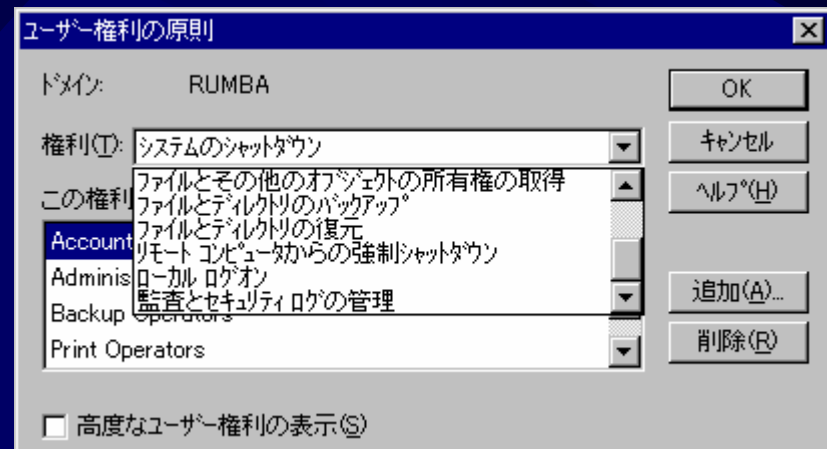 ユーザー権利の原則
ドメイン: RUMBA
OK
権利(T): システムのシャットダウン
キャンセル
ファイルとその他のオブジェクトの所有権の取得
ヘルプ(H)
この権利
ファイルとディレクトリのバックアップ
ファイルとディレクトリの復元
Account
リモート コンピュータからの強制シャットダウン
Adminis
ローカル ログオン
監査とセキュリティ ログの管理
追加(A)...
Backup Operators
Print Operators
削除(R)
高度なユーザー権利の表示(S)